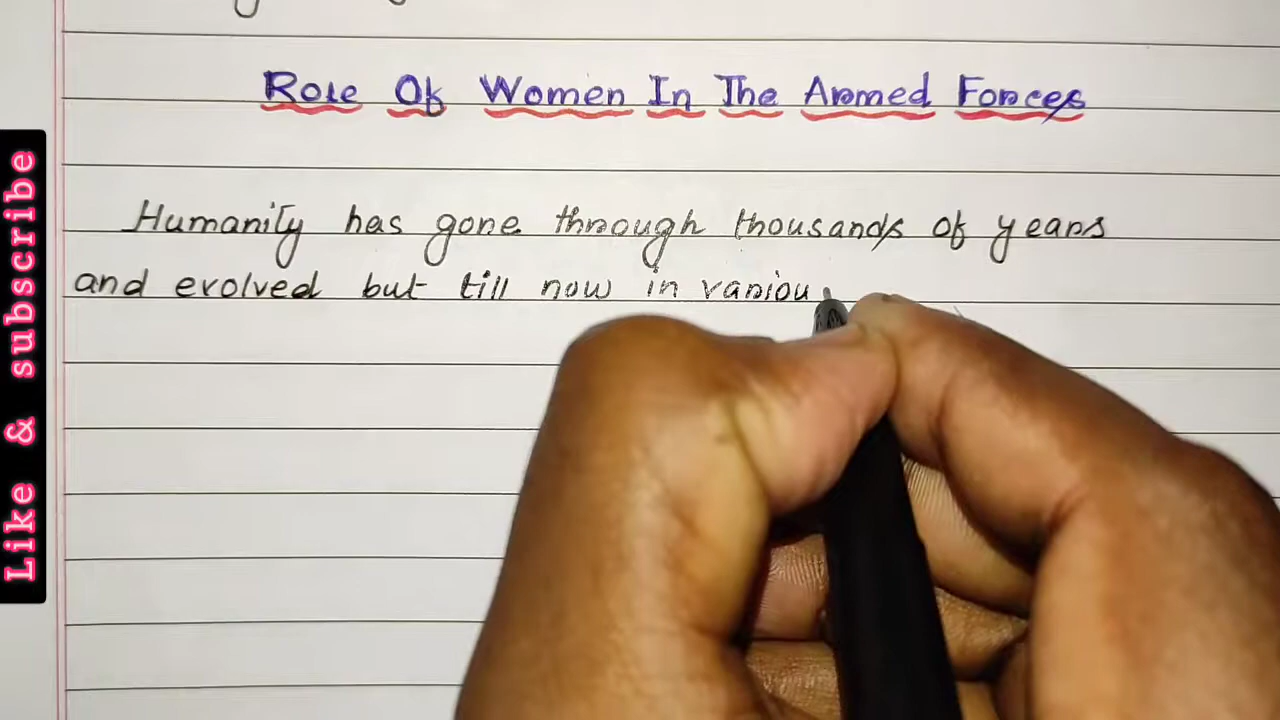 Like & subscribe
Role Of Women In The Armed Forces
Humanity has gone through thousands of years
and evolved but till now in variou